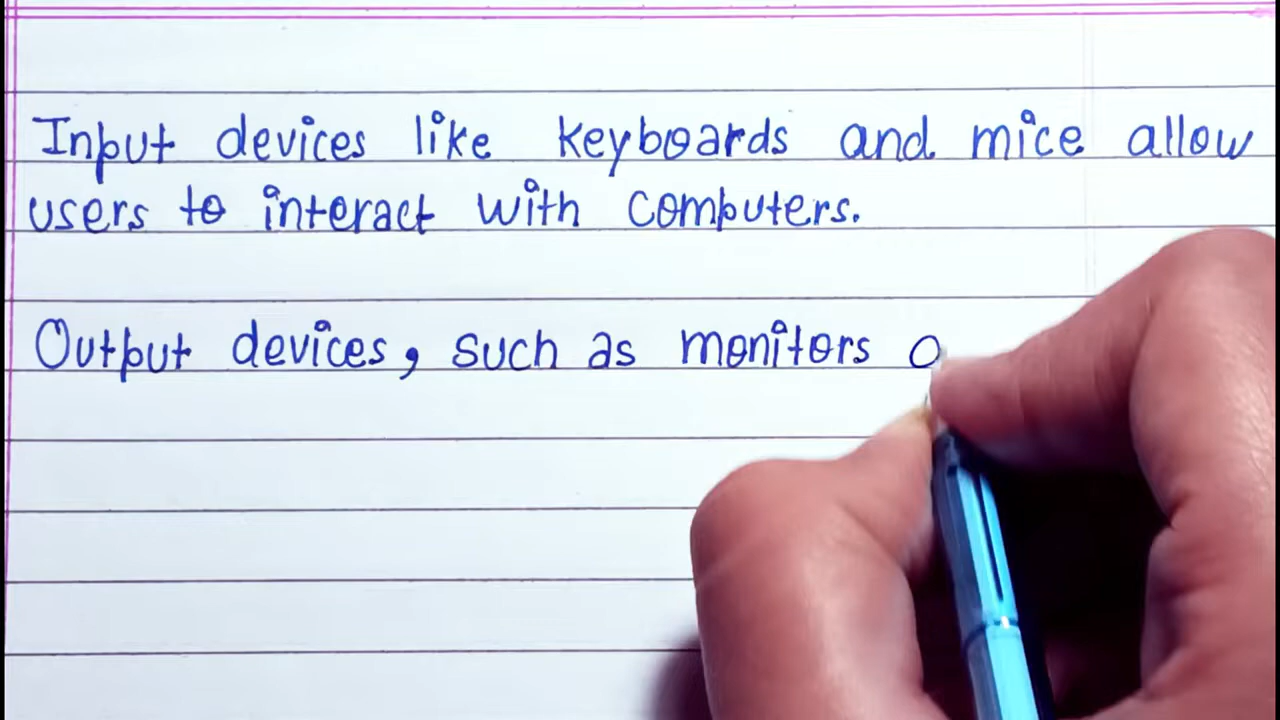 Input devices like keyboards and mice allow
users to interact with computers.
Output devices, such as monitors